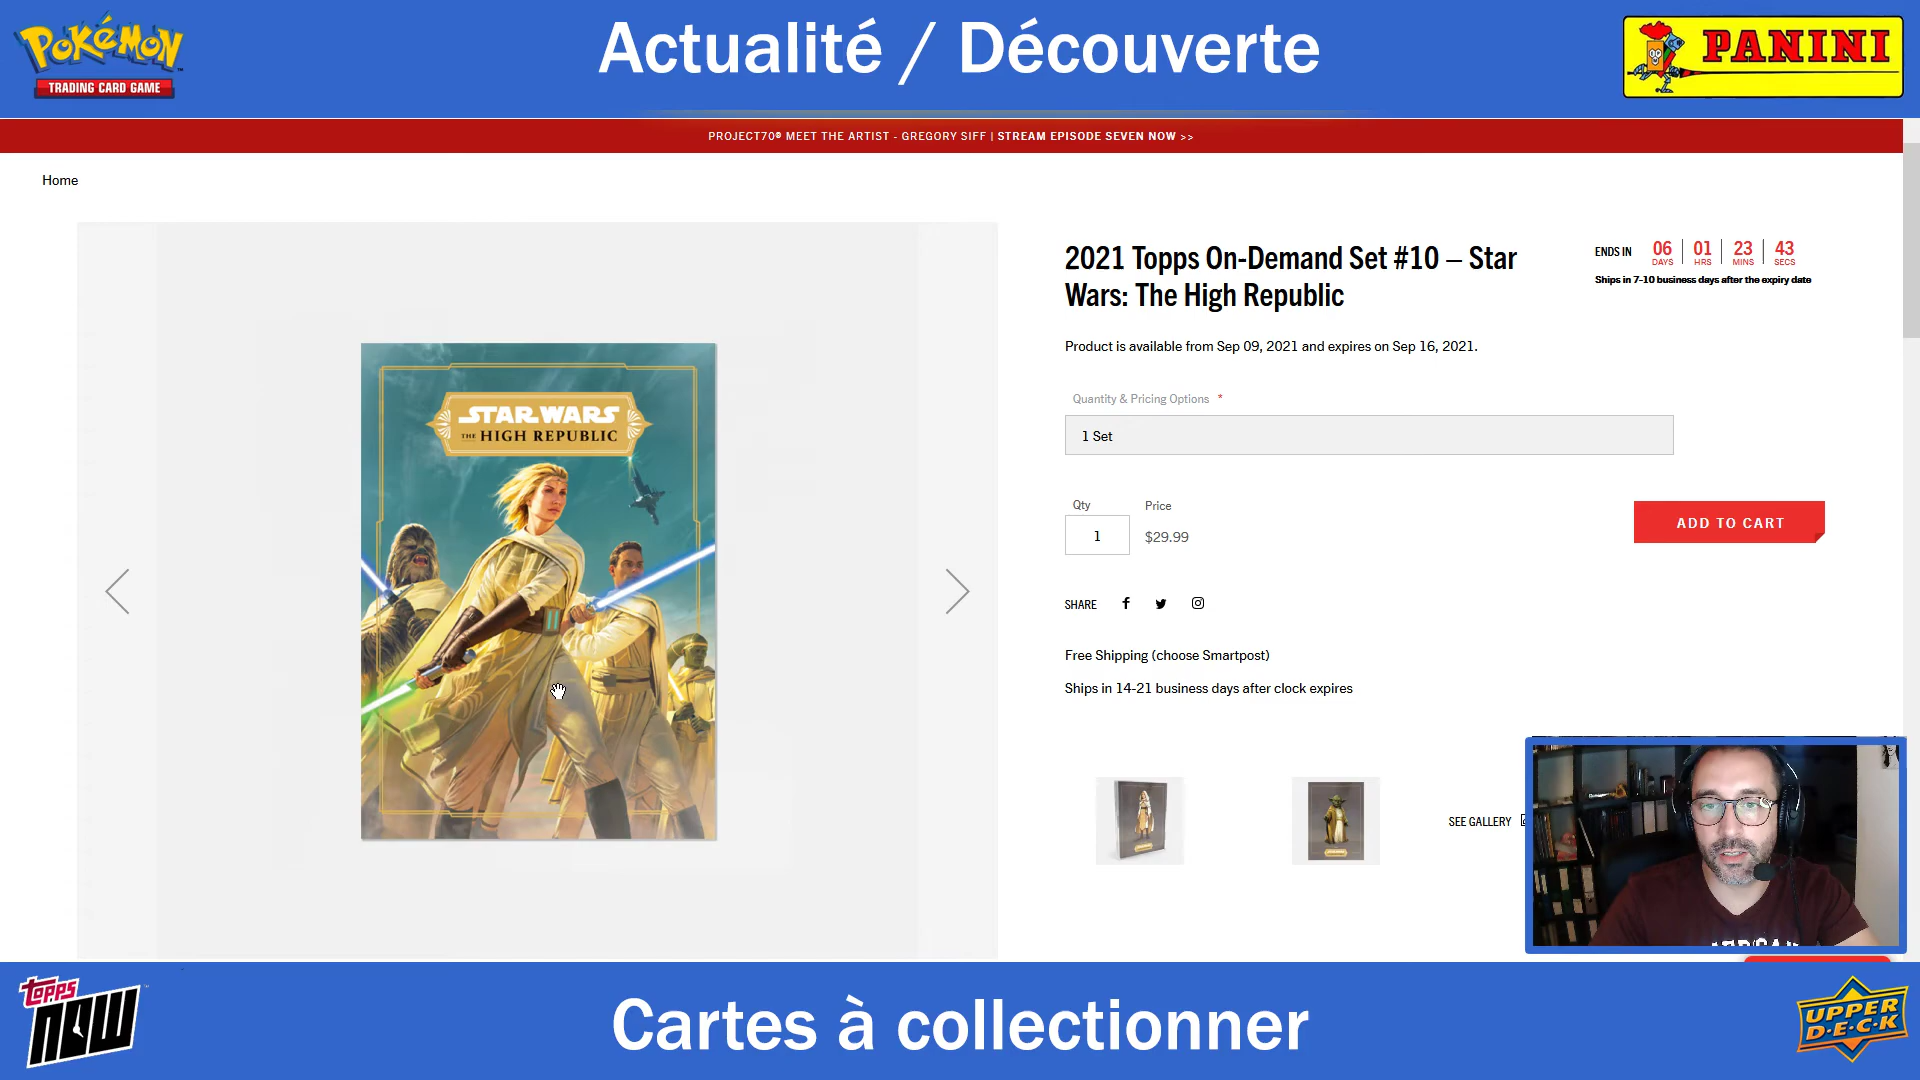 POKéMON
TRADING CARD GAME
Actualité / Découverte
PANINI
PROJECT70® MEET THE ARTIST - GREGORY SIFF | STREAM EPISODE SEVEN NOW >>
Home
STAR WARS
THE HIGH REPUBLIC
2021 Topps On-Demand Set #10 – Star
Wars: The High Republic
ENDS IN
06 01 23 43
DAYS HRS MINS SECS
Ships in 7-10 business days after the expiry date
Product is available from Sep 09, 2021 and expires on Sep 16, 2021.
Quantity & Pricing Options *
1 Set
Qty Price
1 $29.99
ADD TO CART
SHARE
Free Shipping (choose Smartpost)
Ships in 14-21 business days after clock expires
SEE GALLERY
TOPPS
NOW
Cartes à collectionner
UPPER
D·E·C·K